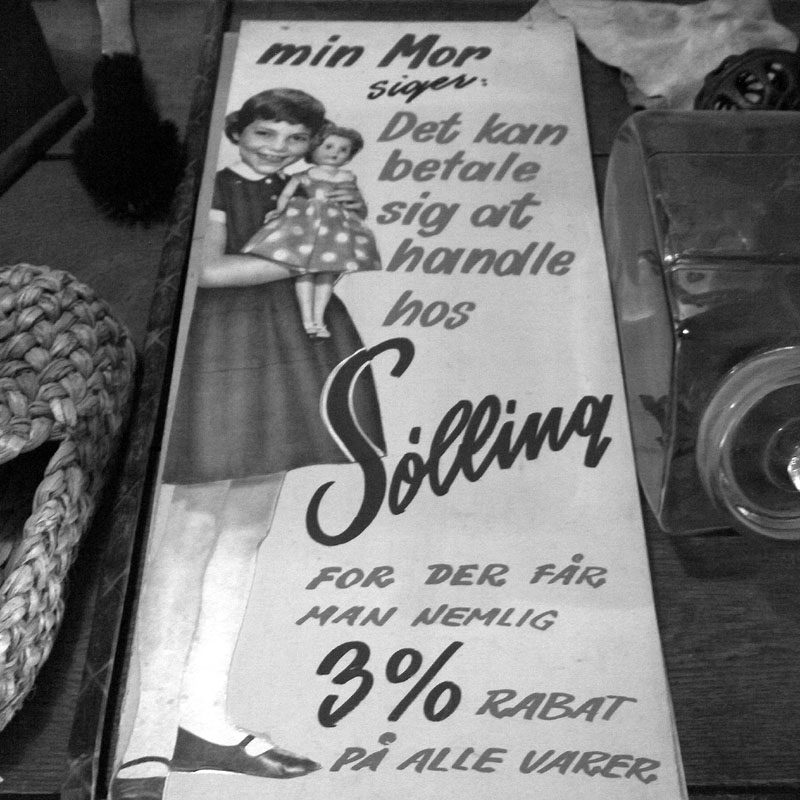 min Mor
siger:
Det kan
betale
sig at
handle
hos
Sólling
FOR DER FÅR
MAN NEMLIG
3% RABAT
PÅ ALLE VARER